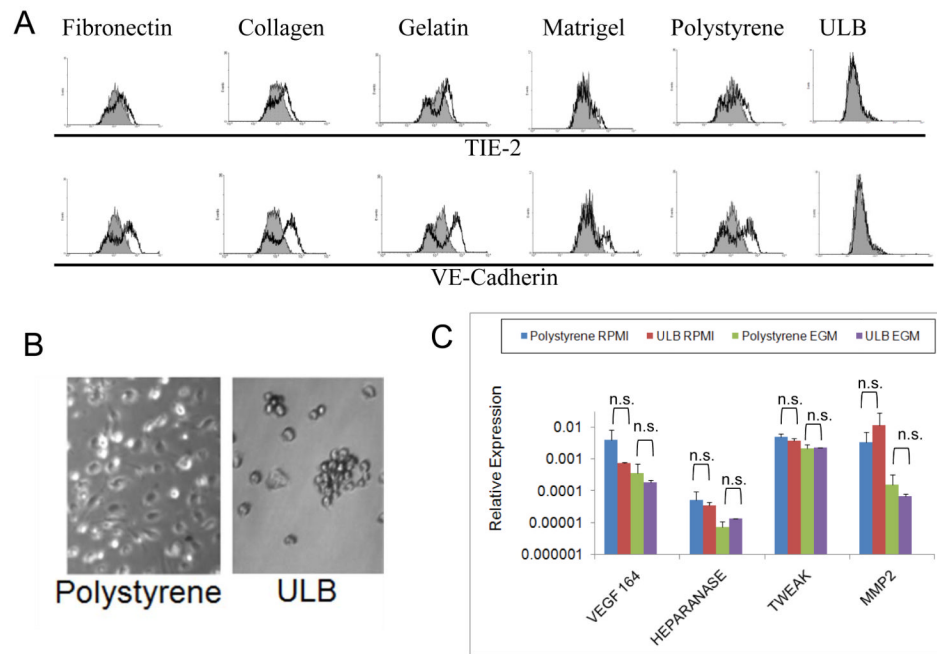 A
Fibronectin Collagen Gelatin Matrigel Polystyrene ULB
TIE-2
VE-Cadherin
B
Polystyrene ULB
C
Polystyrene RPMI ULB RPMI Polystyrene EGM ULB EGM
Relative Expression
0.01
0.001
0.0001
0.00001
0.000001
n.s. n.s. n.s. n.s. n.s. n.s. n.s. n.s.
VEGF 164 HEPARANASE TWEAK MMP2